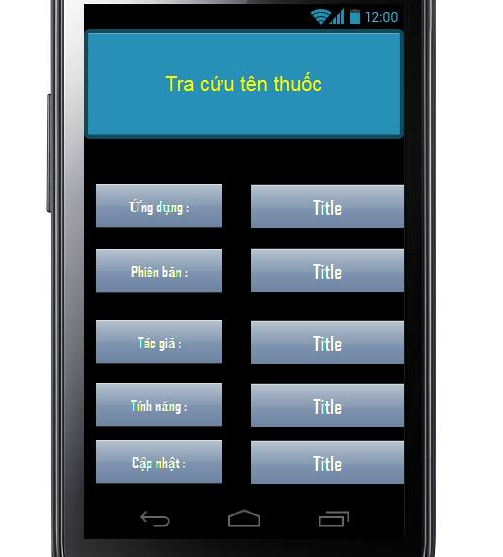 12:00
Tra cứu tên thuốc
Ứng dụng : Title
Phiên bản : Title
Tác giả : Title
Tính năng : Title
Cập nhật : Title